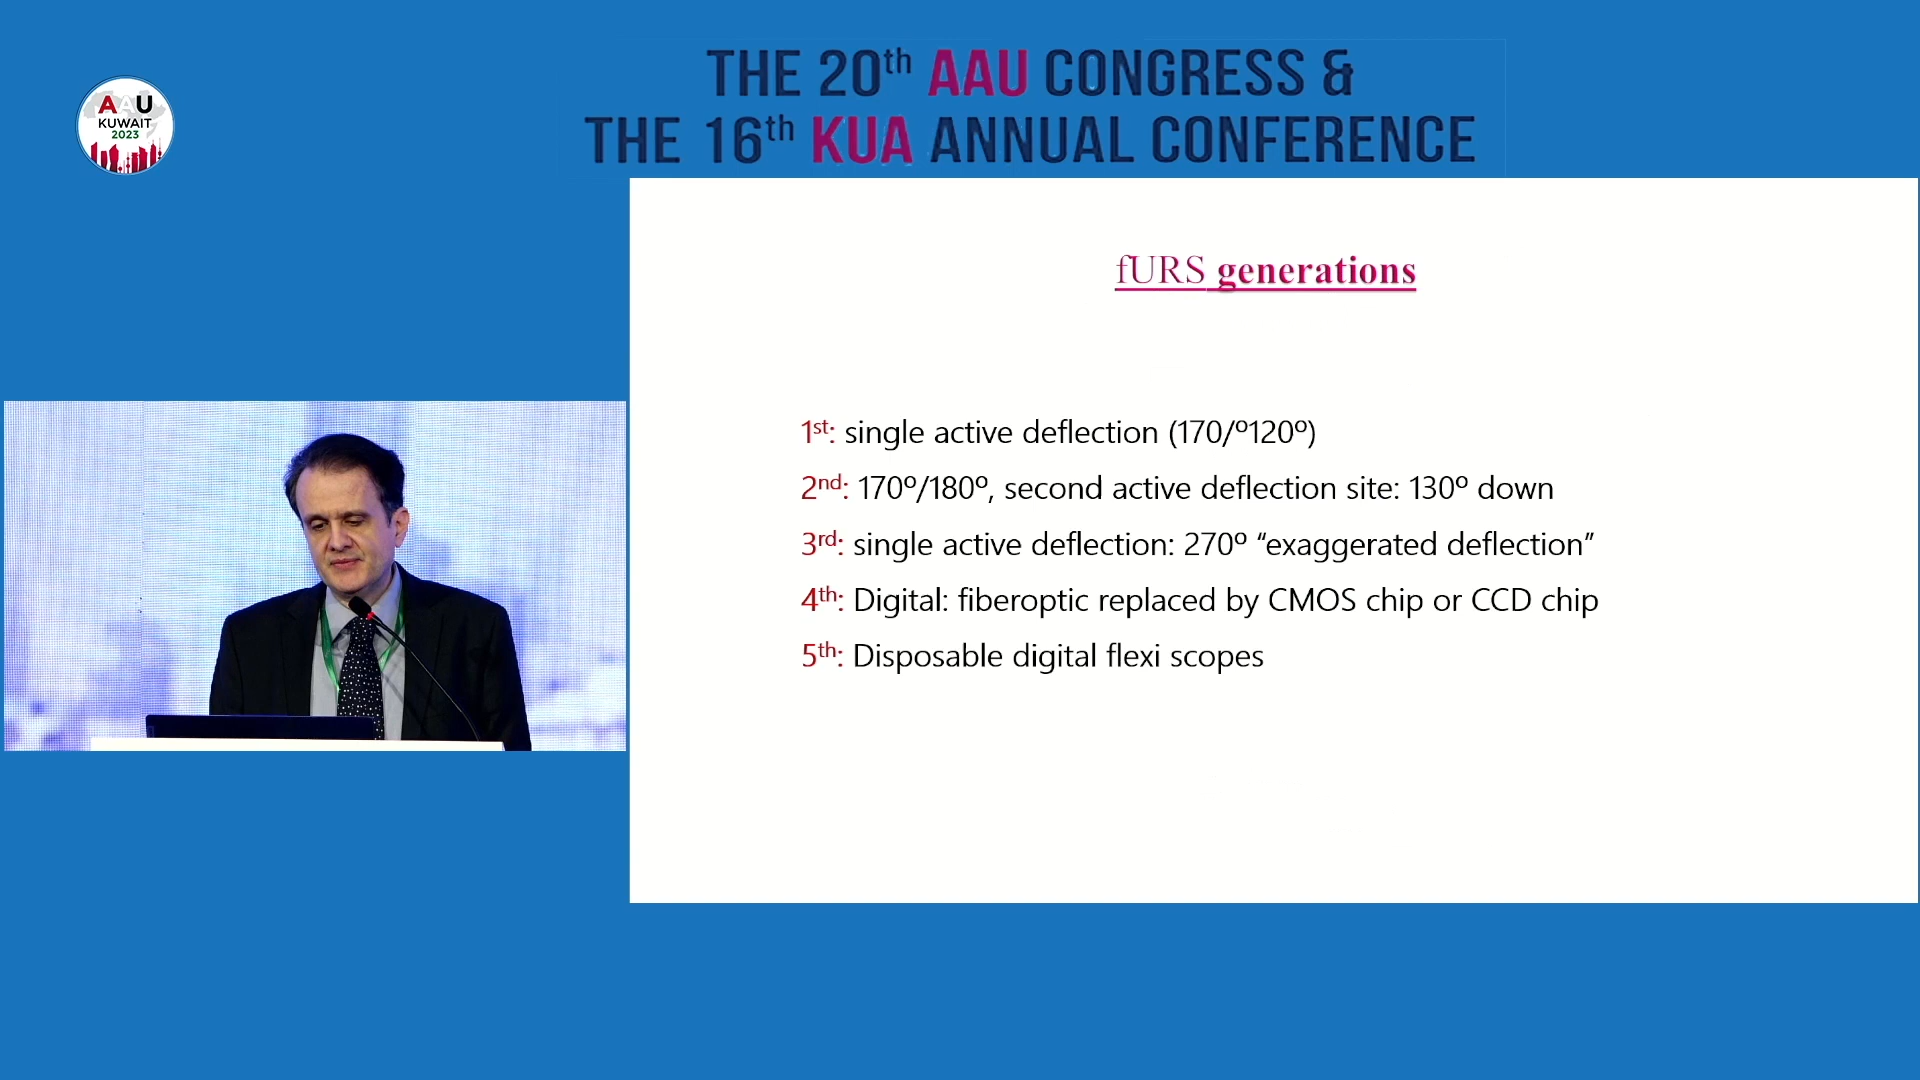 AAU
KUWAIT
2023
THE 20th AAU CONGRESS &
THE 16th KUA ANNUAL CONFERENCE
fURS generations
1st: single active deflection (170/º120º)
2nd: 170º/180º, second active deflection site: 130º down
3rd: single active deflection: 270º “exaggerated deflection”
4th: Digital: fiberoptic replaced by CMOS chip or CCD chip
5th: Disposable digital flexi scopes